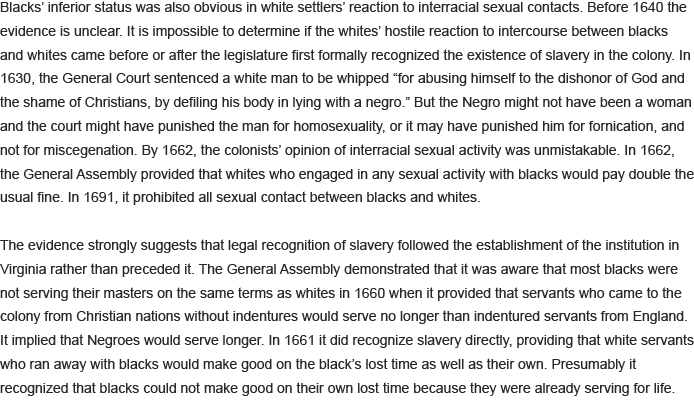 Blacks’ inferior status was also obvious in white settlers’ reaction to interracial sexual contacts. Before 1640 the
evidence is unclear. It is impossible to determine if the whites’ hostile reaction to intercourse between blacks
and whites came before or after the legislature first formally recognized the existence of slavery in the colony. In
1630, the General Court sentenced a white man to be whipped “for abusing himself to the dishonor of God and
the shame of Christians, by defiling his body in lying with a negro.” But the Negro might not have been a woman
and the court might have punished the man for homosexuality, or it may have punished him for fornication, and
not for miscegenation. By 1662, the colonists’ opinion of interracial sexual activity was unmistakable. In 1662,
the General Assembly provided that whites who engaged in any sexual activity with blacks would pay double the
usual fine. In 1691, it prohibited all sexual contact between blacks and whites.
The evidence strongly suggests that legal recognition of slavery followed the establishment of the institution in
Virginia rather than preceded it. The General Assembly demonstrated that it was aware that most blacks were
not serving their masters on the same terms as whites in 1660 when it provided that servants who came to the
colony from Christian nations without indentures would serve no longer than indentured servants from England.
It implied that Negroes would serve longer. In 1661 it did recognize slavery directly, providing that white servants
who ran away with blacks would make good on the black’s lost time as well as their own. Presumably it
recognized that blacks could not make good on their own lost time because they were already serving for life.